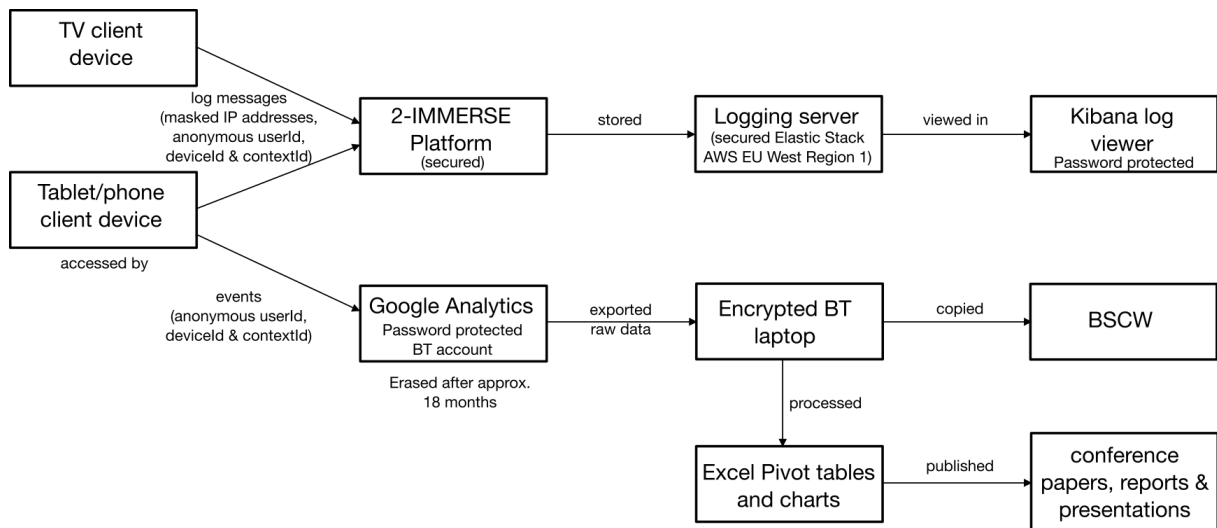 TV client
device
log messages
(masked IP addresses,
anonymous userId,
deviceId & contextId)
2-IMMERSE
Platform
(secured)
stored
Logging server
(secured Elastic Stack
AWS EU West Region 1)
viewed in
Kibana log
viewer
Password protected
Tablet/phone
client device
accessed by
events
(anonymous userId,
deviceId & contextId)
Google Analytics
Password protected
BT account
Erased after approx.
18 months
exported
raw data
Encrypted BT
laptop
copied
BSCW
processed
Excel Pivot tables
and charts
published
conference
papers, reports &
presentations